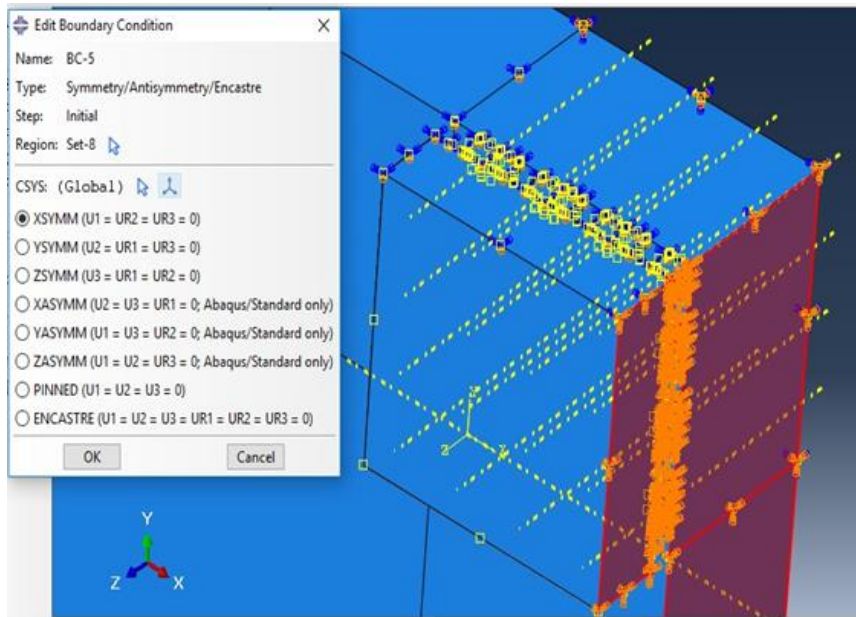 Edit Boundary Condition
Name: BC-5
Type: Symmetry/Antisymmetry/Encastre
Step: Initial
Region: Set-8
CSYS: (Global)
XSYMM (U1 = UR2 = UR3 = 0)
YSYMM (U2 = UR1 = UR3 = 0)
ZSYMM (U3 = UR1 = UR2 = 0)
XASYMM (U2 = U3 = UR1 = 0; Abaqus/Standard only)
YASYMM (U1 = U3 = UR2 = 0; Abaqus/Standard only)
ZASYMM (U1 = U2 = UR3 = 0; Abaqus/Standard only)
PINNED (U1 = U2 = U3 = 0)
ENCASTRE (U1 = U2 = U3 = UR1 = UR2 = UR3 = 0)
OK
Cancel
Y
Z
X